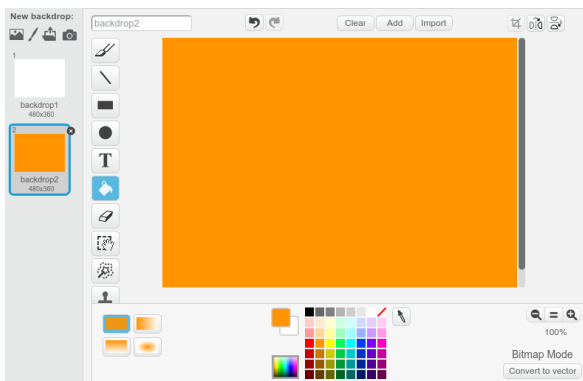 New backdrop:
backdrop2
Clear
Add
Import
1
backdrop1
480x360
2
backdrop2
480x360
T
100%
Bitmap Mode
Convert to vector